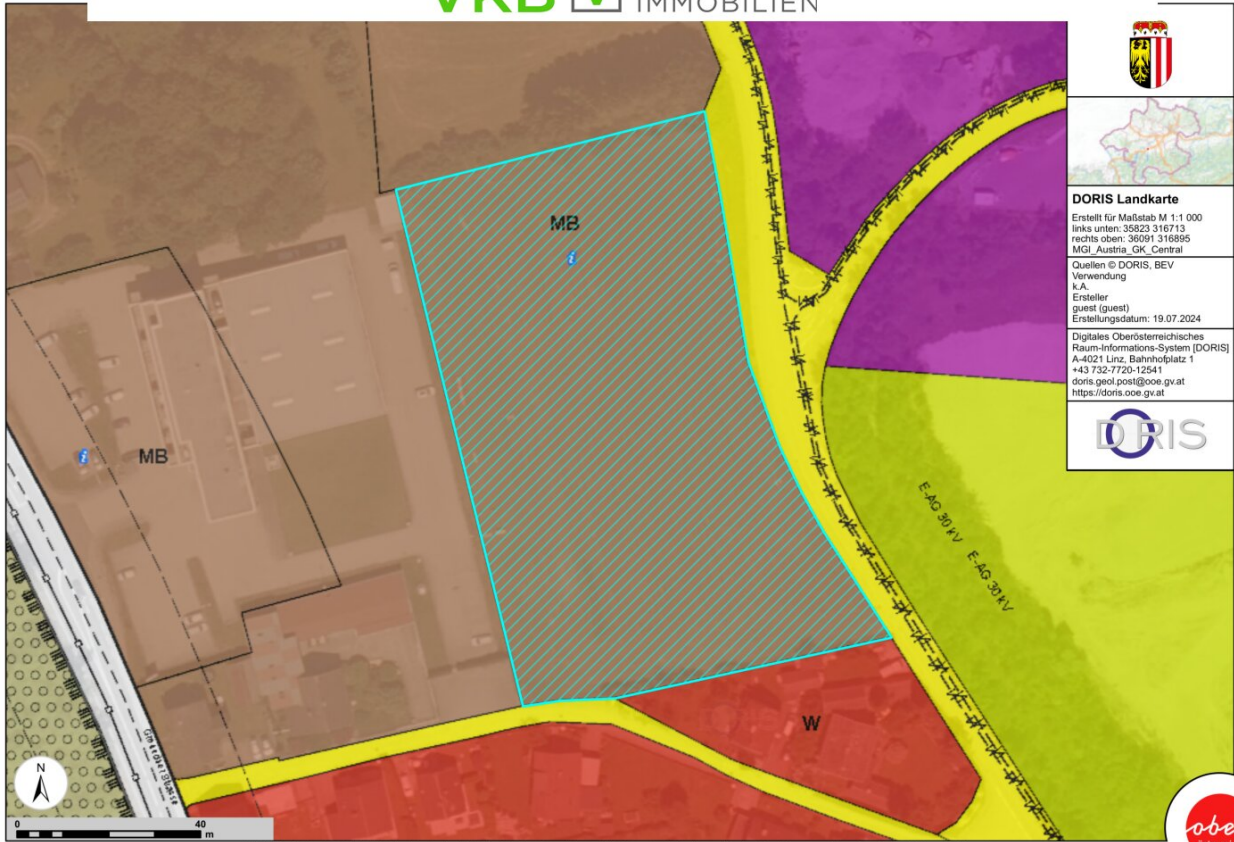 VKB IMMOBILIEN
DORIS Landkarte
Erstellt für Maßstab M 1:1 000
links unten: 35823 316713
rechts oben: 36091 316895
MGI_Austria_GK_Central
Quellen © DORIS, BEV
Verwendung
k.A.
Ersteller
guest (guest)
Erstellungsdatum: 19.07.2024
Digitales Oberösterreichisches
Raum-Informations-System [DORIS]
A-4021 Linz, Bahnhofplatz 1
+43 732-7720-12541
doris.geol.post@ooe.gv.at
https://doris.ooe.gv.at
DORIS
MB
MB
E-AG 30 kV
E-AG 30 kV
W
N
0 40
m